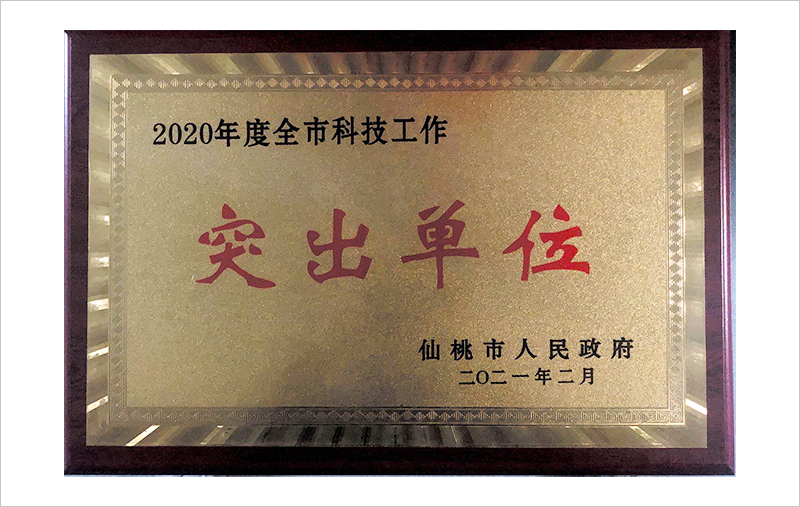 2020年度全市科技工作
突出单位
仙桃市人民政府
二〇二一年二月